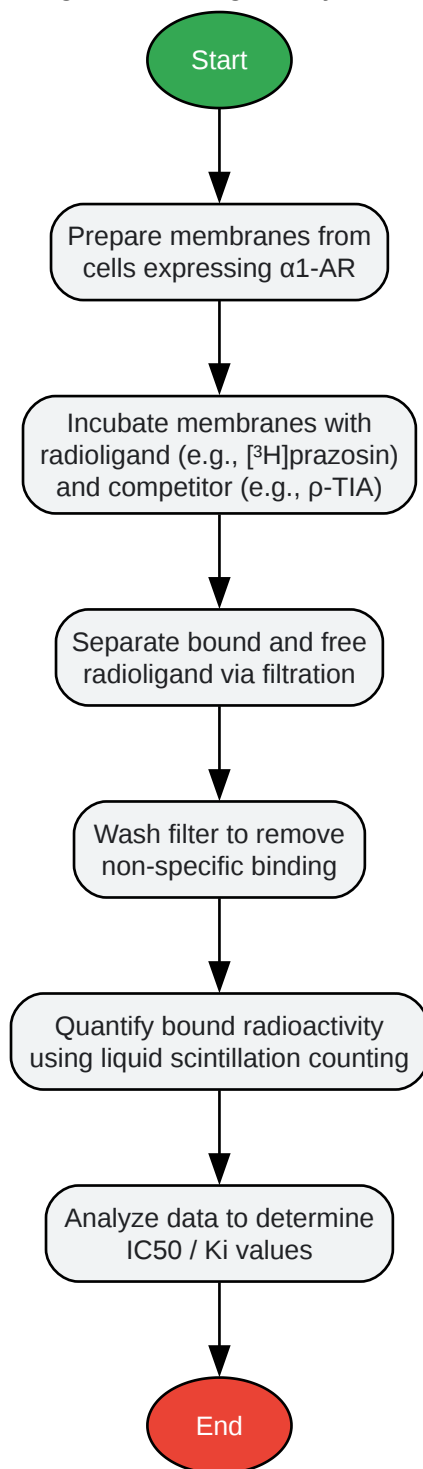 Start
Prepare membranes from
cells expressing α1-AR
Incubate membranes with
radioligand (e.g., [³H]prazosin)
and competitor (e.g., ρ-TIA)
Separate bound and free
radioligand via filtration
Wash filter to remove
non-specific binding
Quantify bound radioactivity
using liquid scintillation counting
Analyze data to determine
IC50 / Ki values
End